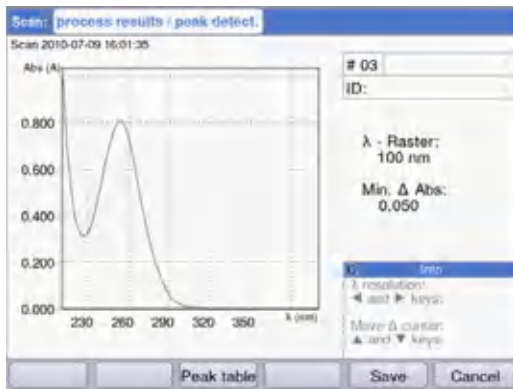 Scan: process results / peak detect.
Scan 2010-07-09 16:01:35
Abs (A)
# 03
ID:
0.800
0.600
0.400
0.200
0.000
230 260 290 320 350 λ (nm)
λ - Raster:
100 nm
Min. Δ Abs:
0.050
Info
λ resolution:
◄ and ► keys:
Move Δ cursor:
▲ and ▼ keys:
Peak table Save Cancel